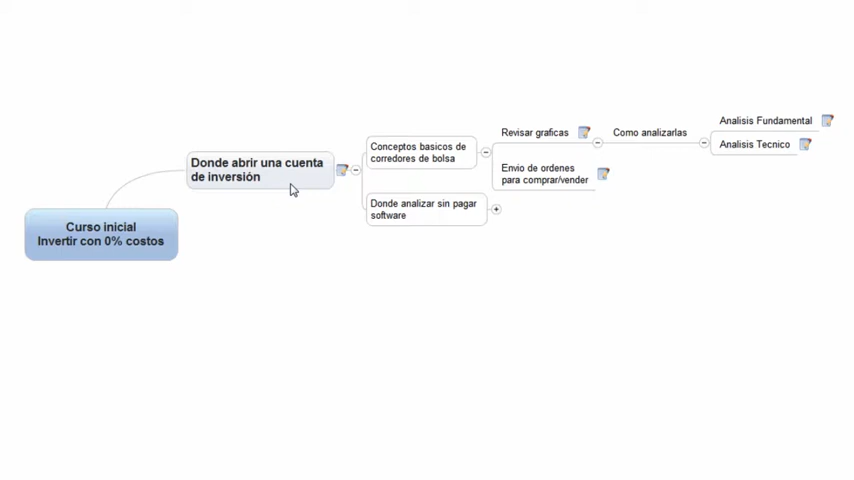 Curso inicial
Invertir con 0% costos
Donde abrir una cuenta
de inversión
Conceptos basicos de
corredores de bolsa
Revisar graficas
Como analizarlas
Analisis Fundamental
Analisis Tecnico
Envio de ordenes
para comprar/vender
Donde analizar sin pagar
software